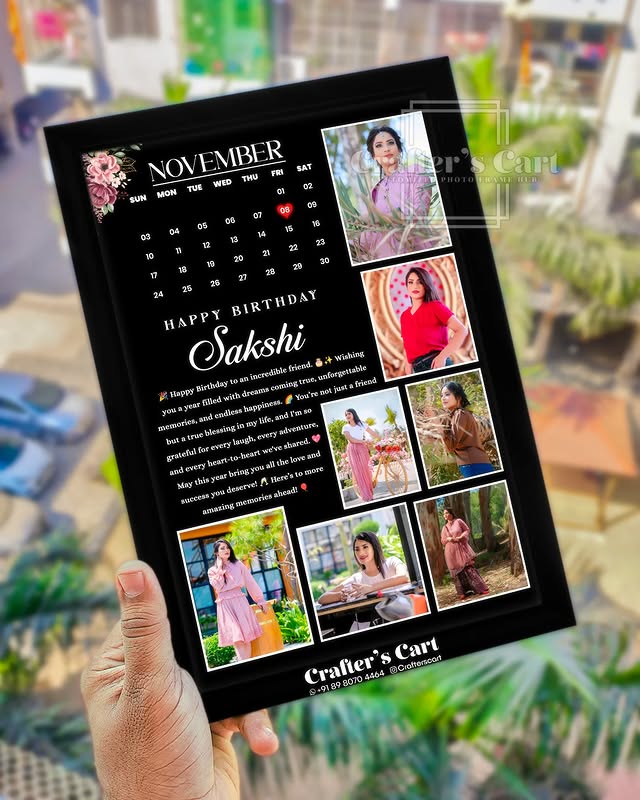 NOVEMBER
SUN MON TUE WED THU FRI SAT
01 02
03 04 05 06 07 08 09
10 11 12 13 14 15 16
17 18 19 20 21 22 23
24 25 26 27 28 29 30
HAPPY BIRTHDAY
Sakshi
🎉 Happy Birthday to an incredible friend. 🎂✨ Wishing
you a year filled with dreams coming true, unforgettable
memories, and endless happiness. 🌈 You're not just a friend
but a true blessing in my life, and I'm so
grateful for every laugh, every adventure,
and every heart-to-heart we've shared. 💖
May this year bring you all the love and
success you deserve! 🥂 Here's to more
amazing memories ahead! 🎈
Crafter's Cart
CUSTOMIZED PHOTO FRAME HUB
Crafter's Cart
+91 89 8070 4464 @Crafterscart